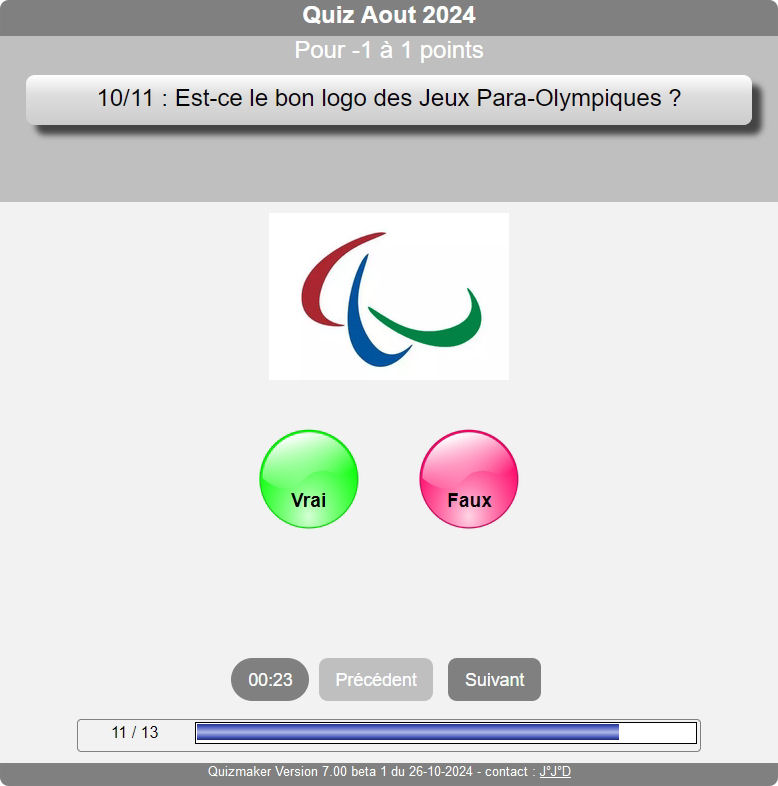 Quiz Aout 2024
Pour -1 à 1 points
10/11 : Est-ce le bon logo des Jeux Para-Olympiques ?
Vrai
Faux
00:23
Précédent
Suivant
11 / 13
Quizmaker Version 7.00 beta 1 du 26-10-2024 - contact : J°J°D